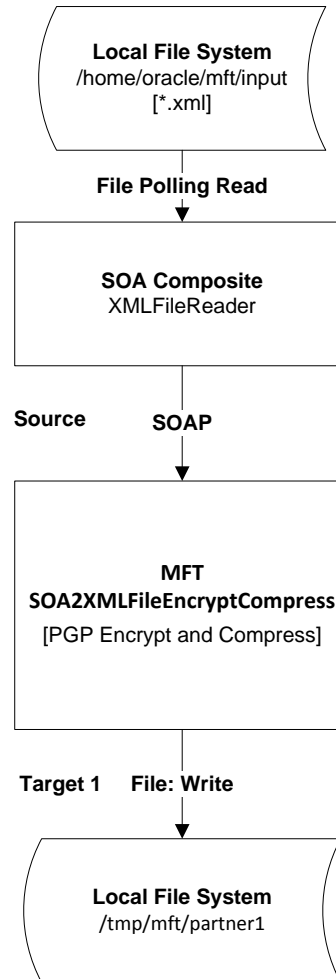 Local File System
/home/oracle/mft/input
[*.xml]
File Polling Read
SOA Composite
XMLFileReader
Source SOAP
MFT
SOA2XMLFileEncryptCompress
[PGP Encrypt and Compress]
Target 1 File: Write
Local File System
/tmp/mft/partner1